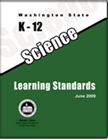 Washington State
K - 12
Science
Learning Standards
June 2009